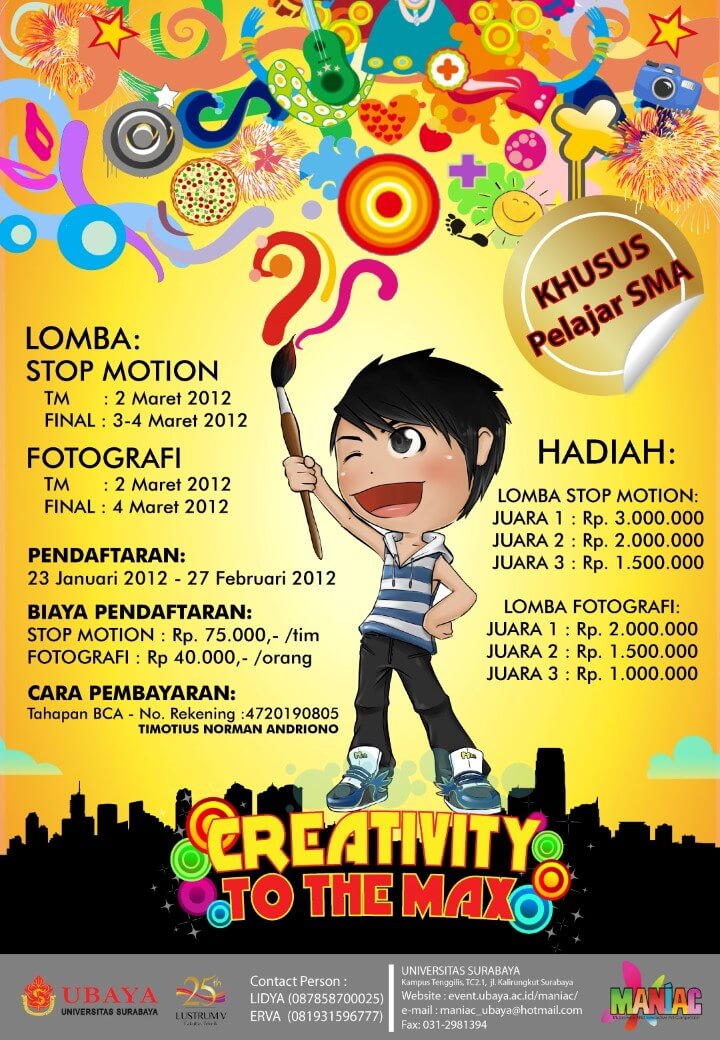 KHUSUS
Pelajar SMA
LOMBA:
STOP MOTION
TM : 2 Maret 2012
FINAL : 3-4 Maret 2012
FOTOGRAFI
TM : 2 Maret 2012
FINAL : 4 Maret 2012
PENDAFTARAN:
23 Januari 2012 - 27 Februari 2012
BIAYA PENDAFTARAN:
STOP MOTION : Rp. 75.000,- /tim
FOTOGRAFI : Rp 40.000,- /orang
CARA PEMBAYARAN:
Tahapan BCA - No. Rekening :4720190805
TIMOTIUS NORMAN ANDRIONO
HADIAH:
LOMBA STOP MOTION:
JUARA 1 : Rp. 3.000.000
JUARA 2 : Rp. 2.000.000
JUARA 3 : Rp. 1.500.000
LOMBA FOTOGRAFI:
JUARA 1 : Rp. 2.000.000
JUARA 2 : Rp. 1.500.000
JUARA 3 : Rp. 1.000.000
CREATIVITY
TO THE MAX
UBAYA
UNIVERSITAS SURABAYA
25th
LUSTRUM V
Fakultas Teknik
Contact Person :
LIDYA (087858700025)
ERVA (081931596777)
UNIVERSITAS SURABAYA
Kampus Tenggilis, TC2.1, jl. Kalirungkut Surabaya
Website : event.ubaya.ac.id/maniac/
e-mail : maniac_ubaya@hotmail.com
Fax: 031-2981394
MANIAC